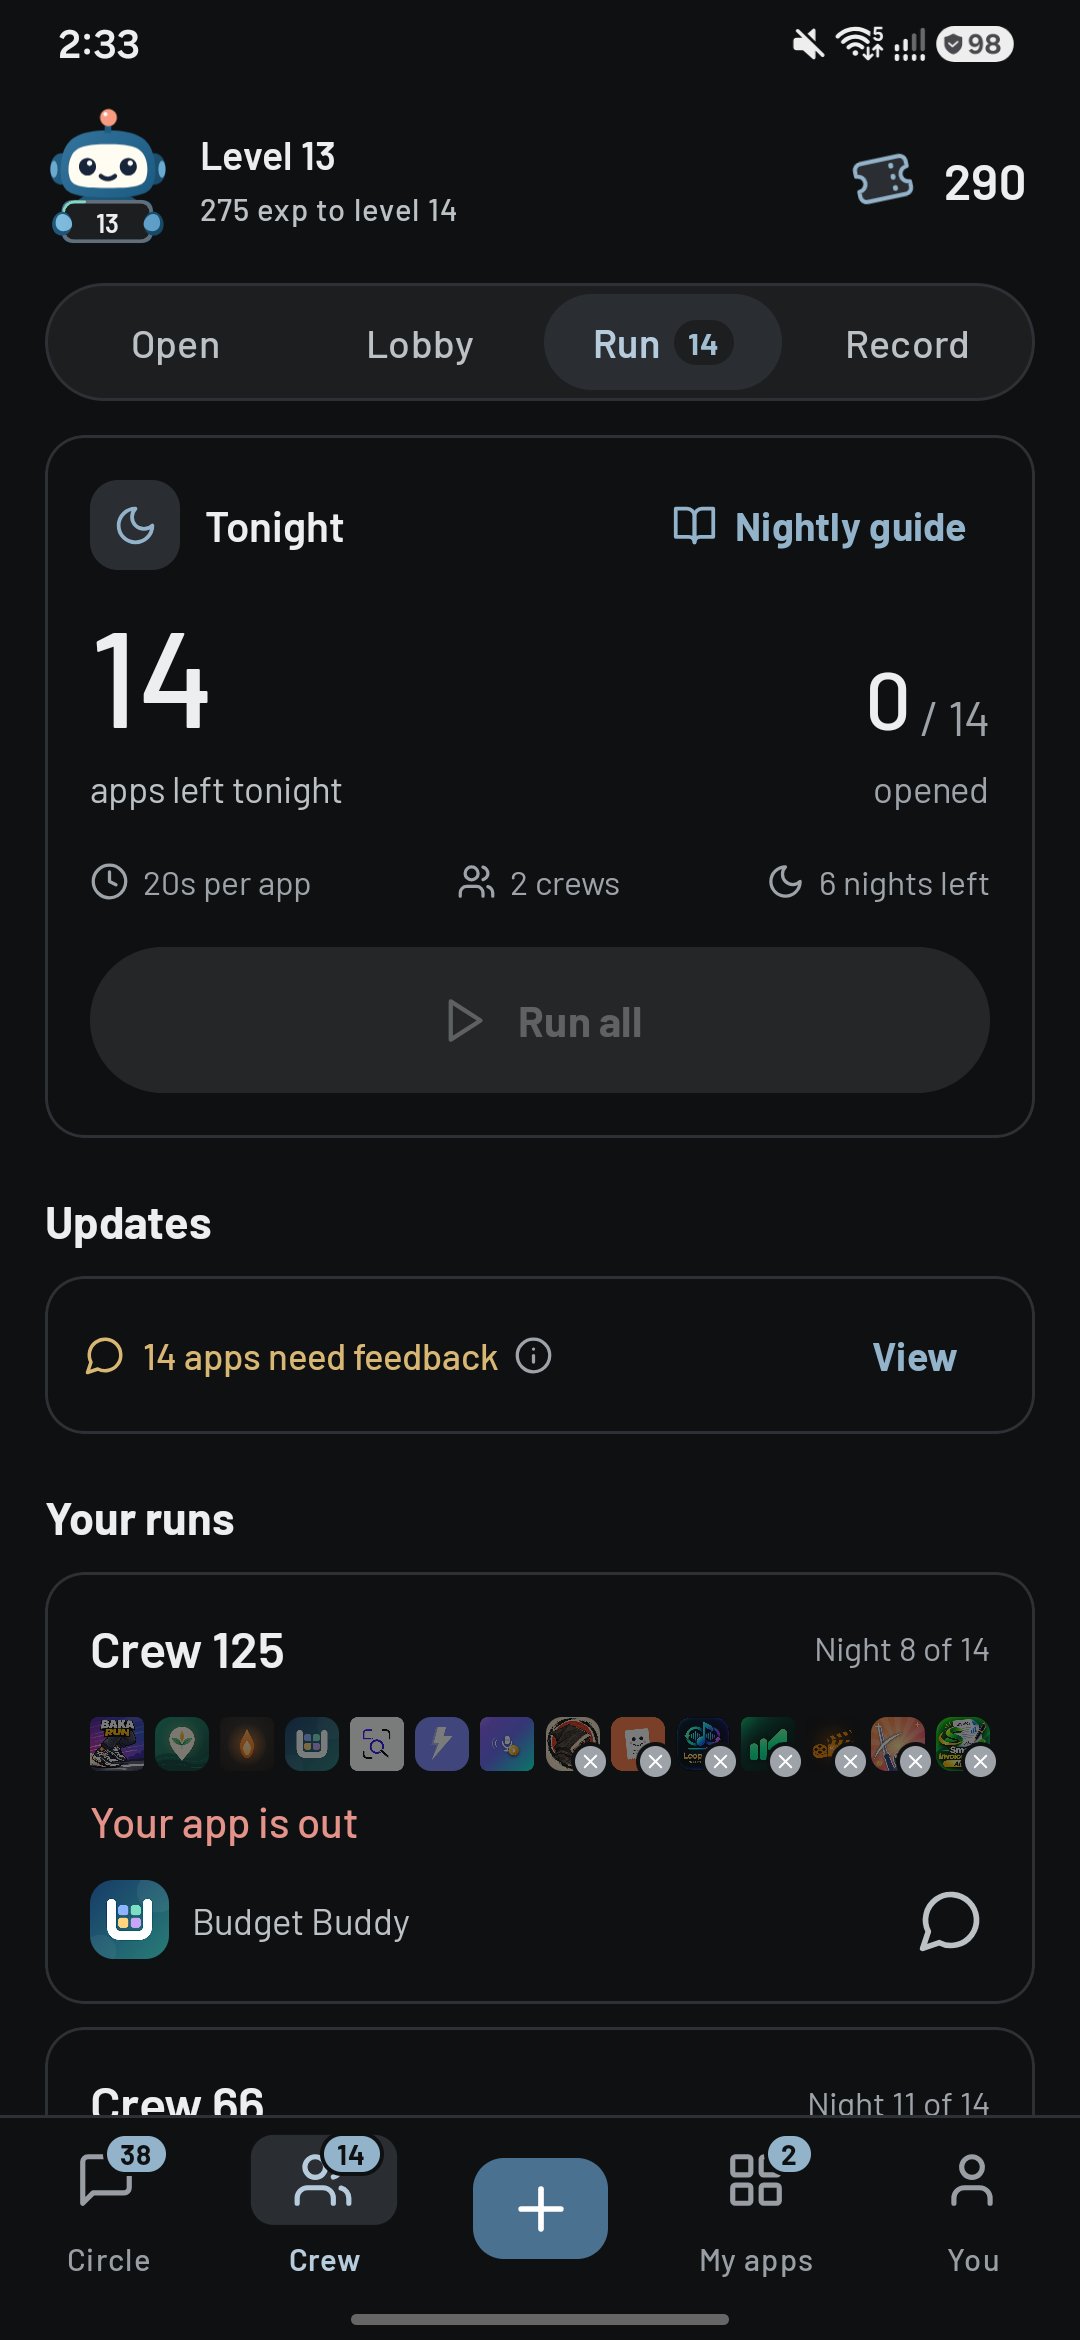 2:33
5
98
Level 13
275 exp to level 14
13
290
Open
Lobby
Run 14
Record
Tonight
Nightly guide
14
0 / 14
apps left tonight
opened
20s per app
2 crews
6 nights left
Run all
Updates
14 apps need feedback
View
Your runs
Crew 125
Night 8 of 14
BAKA
RUN
Your app is out
Budget Buddy
Crew 66
Night 11 of 14
38
14
2
Circle
Crew
My apps
You